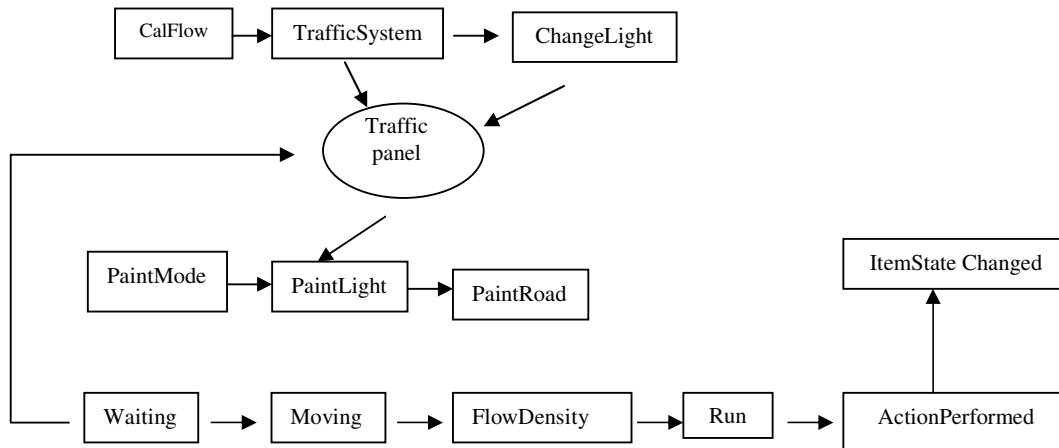 CalFlow
TrafficSystem
ChangeLight
Traffic
panel
PaintMode
PaintLight
PaintRoad
ItemState Changed
Waiting
Moving
FlowDensity
Run
ActionPerformed